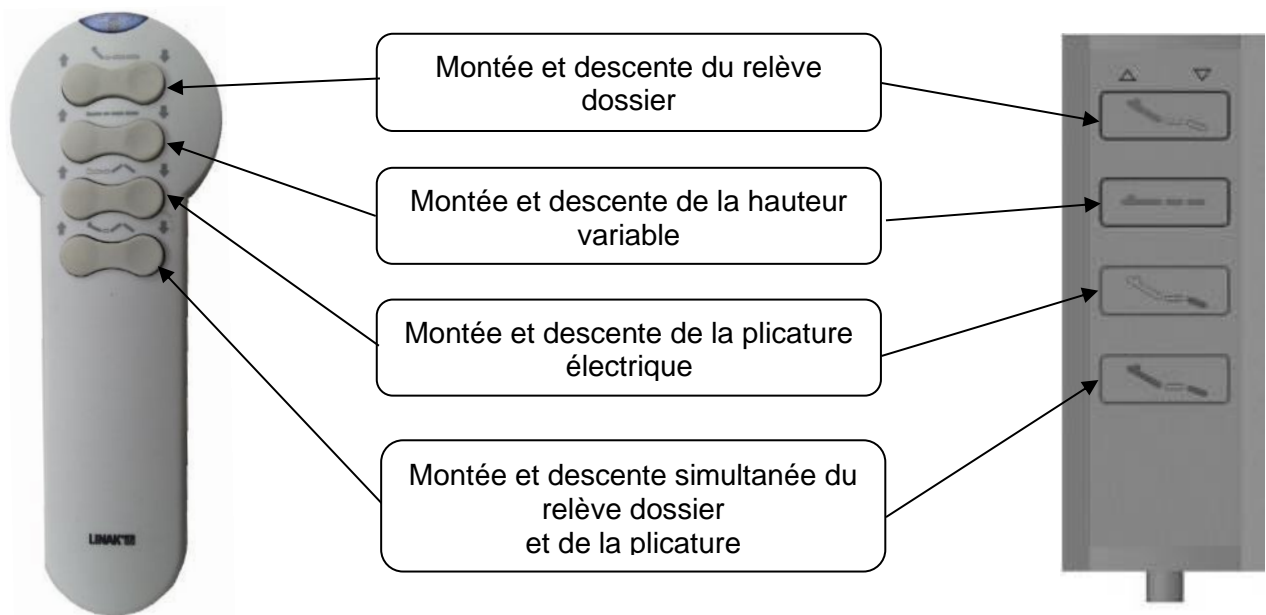 Montée et descente du relève
dossier
Montée et descente de la hauteur
variable
Montée et descente de la plicature
électrique
Montée et descente simultanée du
relève dossier
et de la plicature
LINAK